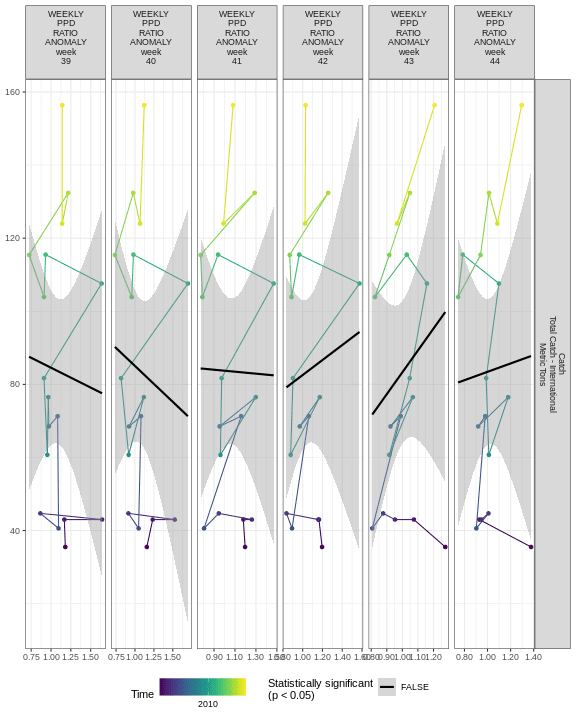 WEEKLY
PPD
RATIO
ANOMALY
week
39
WEEKLY
PPD
RATIO
ANOMALY
week
40
WEEKLY
PPD
RATIO
ANOMALY
week
41
WEEKLY
PPD
RATIO
ANOMALY
week
42
WEEKLY
PPD
RATIO
ANOMALY
week
43
WEEKLY
PPD
RATIO
ANOMALY
week
44
160
120
80
40
Catch
Total Catch - International
Metric Tons
0.75 1.00 1.25 1.50
0.75 1.00 1.25 1.50
0.90 1.10 1.30
1.00 1.20 1.40
0.90 1.00 1.10 1.20
0.80 1.00 1.20 1.40
Time
2010
Statistically significant
(p < 0.05)
FALSE